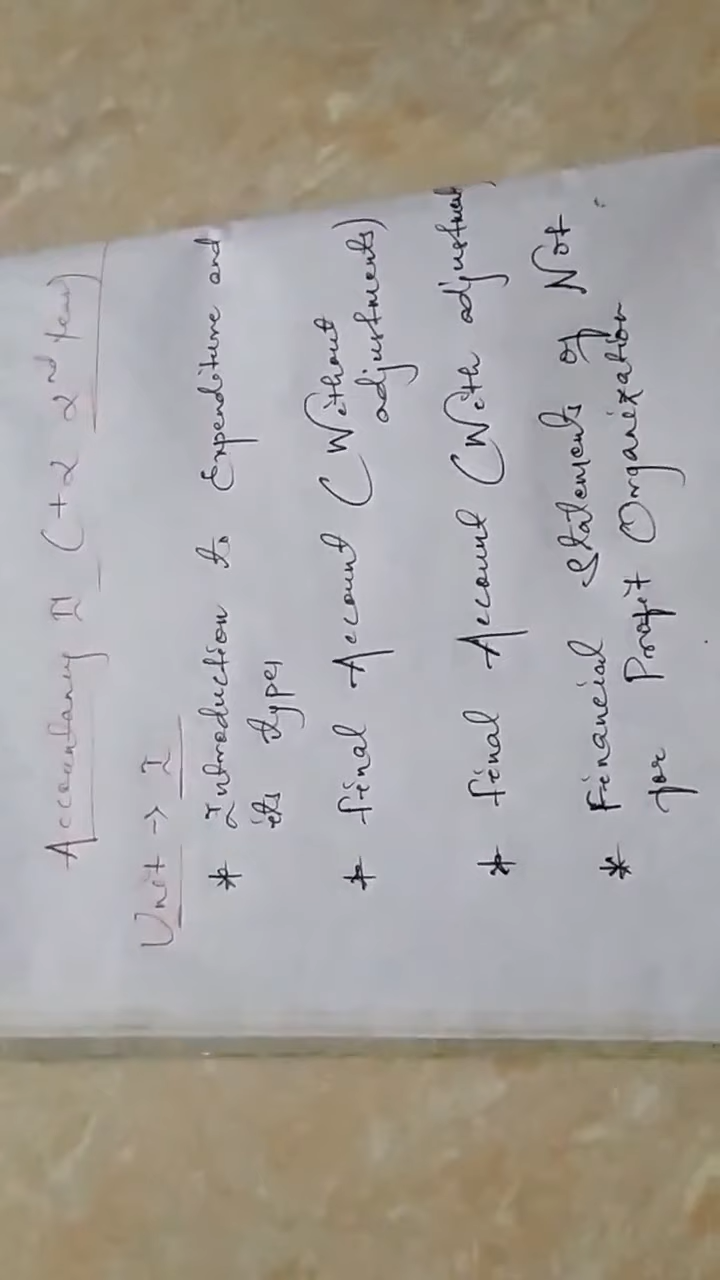 Accountancy II (+2 2nd Year)
Unit → I
* Introduction to Expenditure and
its types
* Final Account (Without
adjustments)
* Final Account (With adjustment
* Financial Statements of Not
for Profit Organization